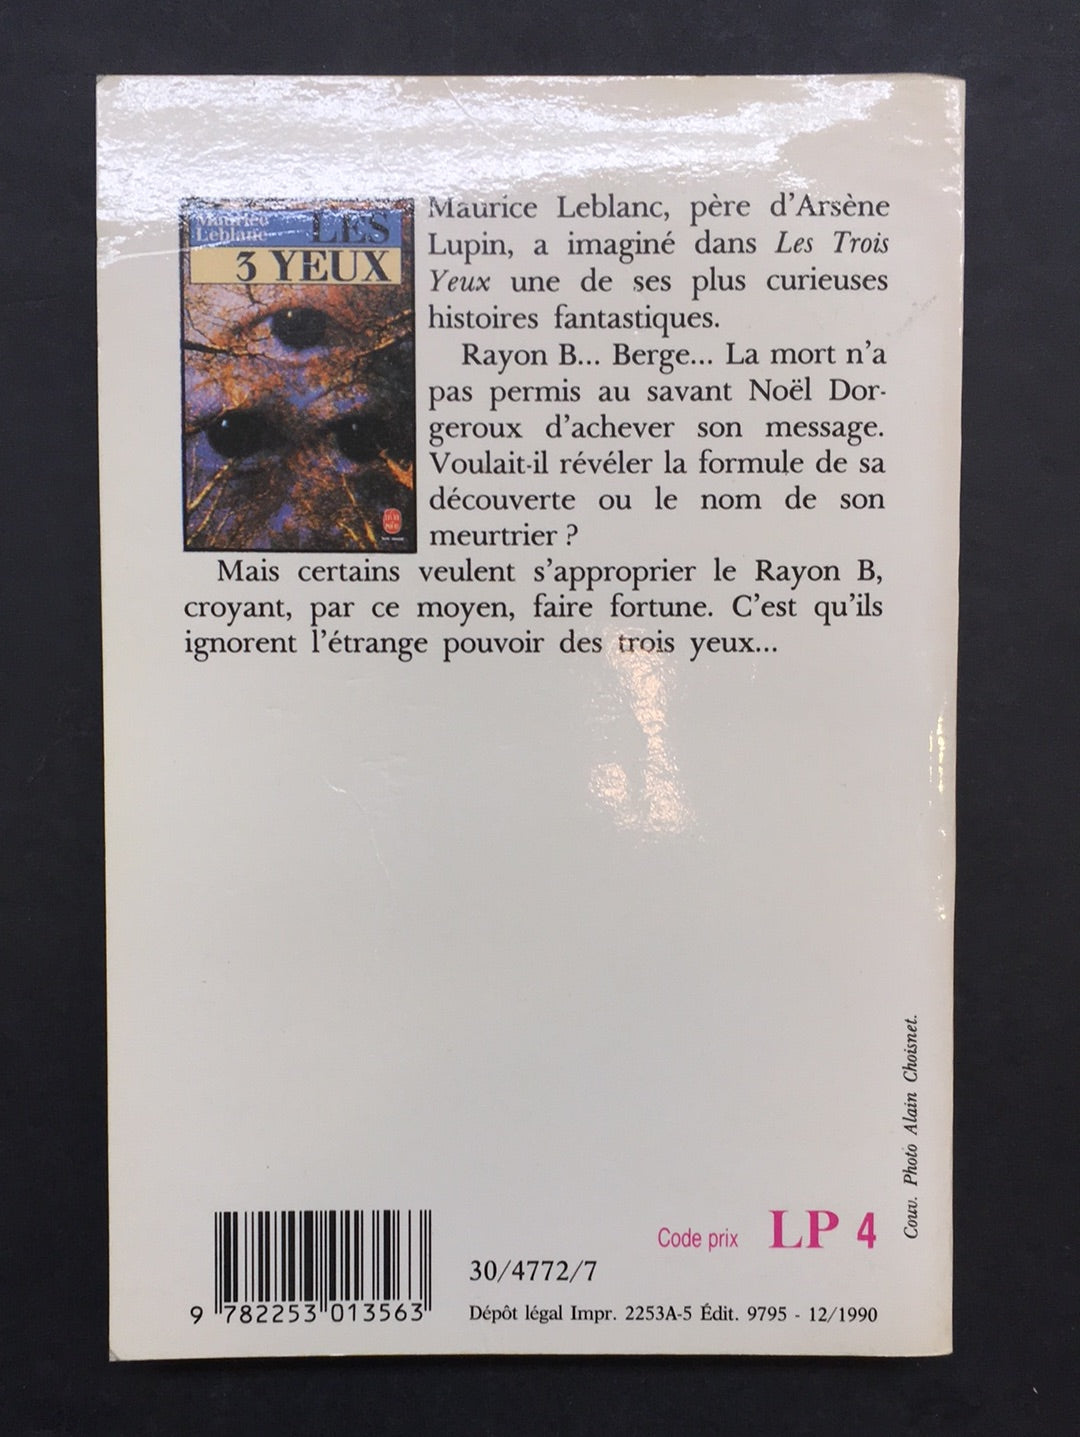 Maurice
Leblanc
LES
3 YEUX
Maurice Leblanc, père d'Arsène
Lupin, a imaginé dans Les Trois
Yeux une de ses plus curieuses
histoires fantastiques.
Rayon B... Berge... La mort n'a
pas permis au savant Noël Dor-
geroux d'achever son message.
Voulait-il révéler la formule de sa
découverte ou le nom de son
meurtrier ?
Mais certains veulent s'approprier le Rayon B,
croyant, par ce moyen, faire fortune. C'est qu'ils
ignorent l'étrange pouvoir des trois yeux...
Couv. Photo Alain Choisnet.
Code prix LP 4
30/4772/7
9 782253 013563
Dépôt légal Impr. 2253A-5 Édit. 9795 - 12/1990